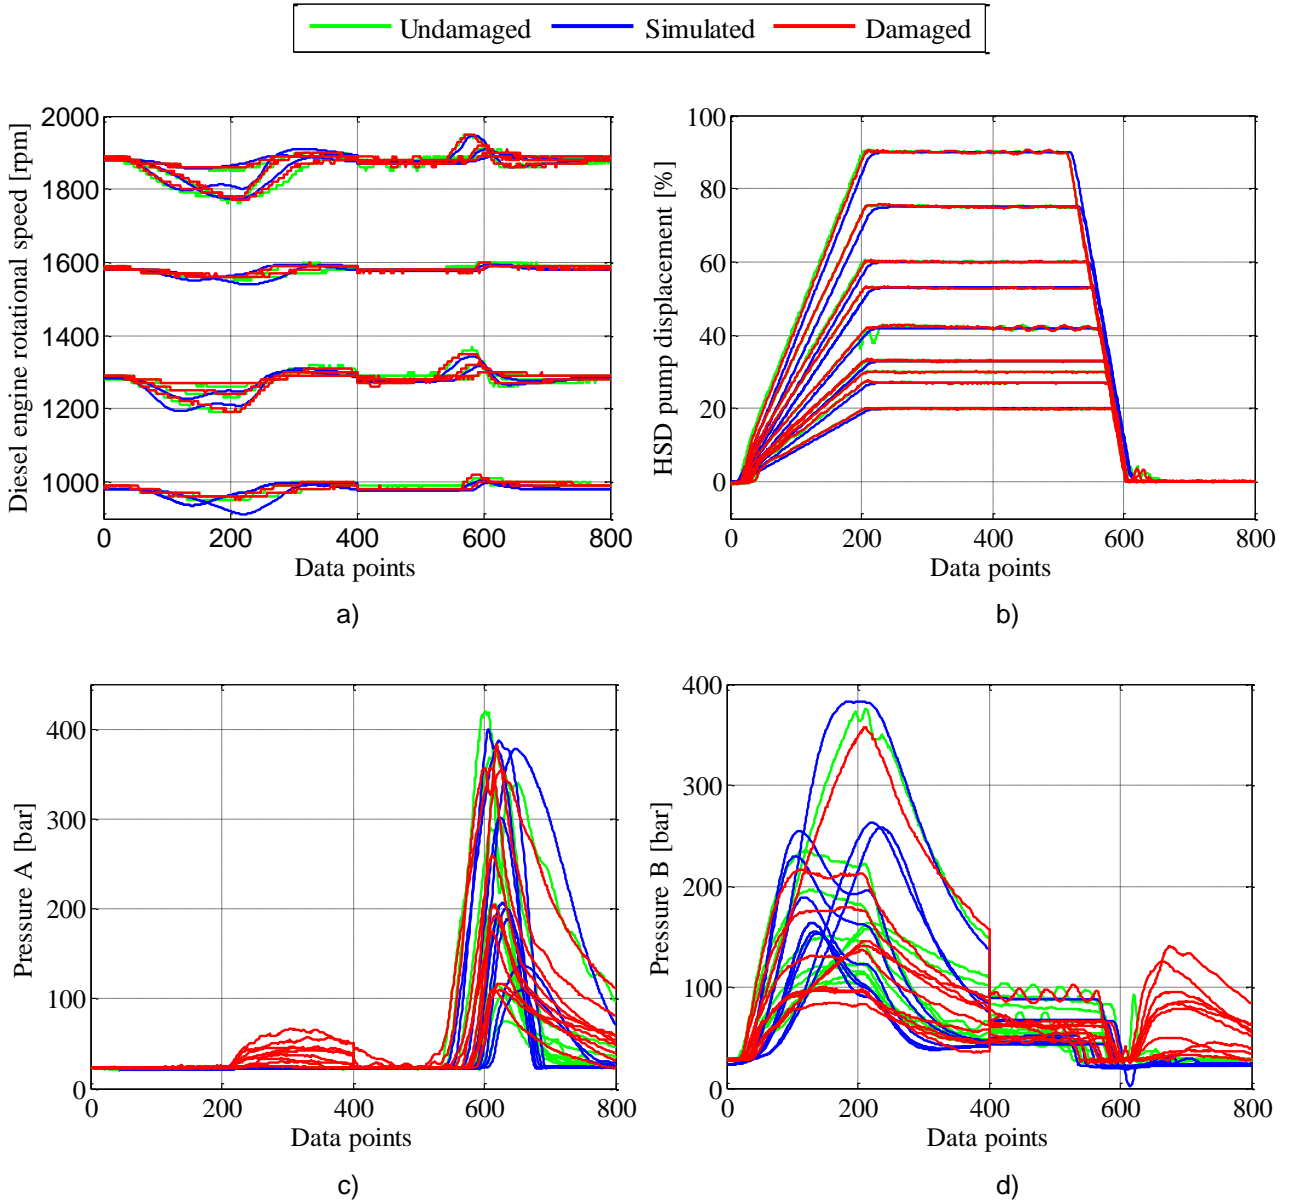 Undamaged Simulated Damaged
Diesel engine rotational speed [rpm]
2000
1800
1600
1400
1200
1000
0 200 400 600 800
Data points
a)
HSD pump displacement [%]
100
80
60
40
20
0
0 200 400 600 800
Data points
b)
Pressure A [bar]
400
300
200
100
0
0 200 400 600 800
Data points
c)
Pressure B [bar]
400
300
200
100
0
0 200 400 600 800
Data points
d)